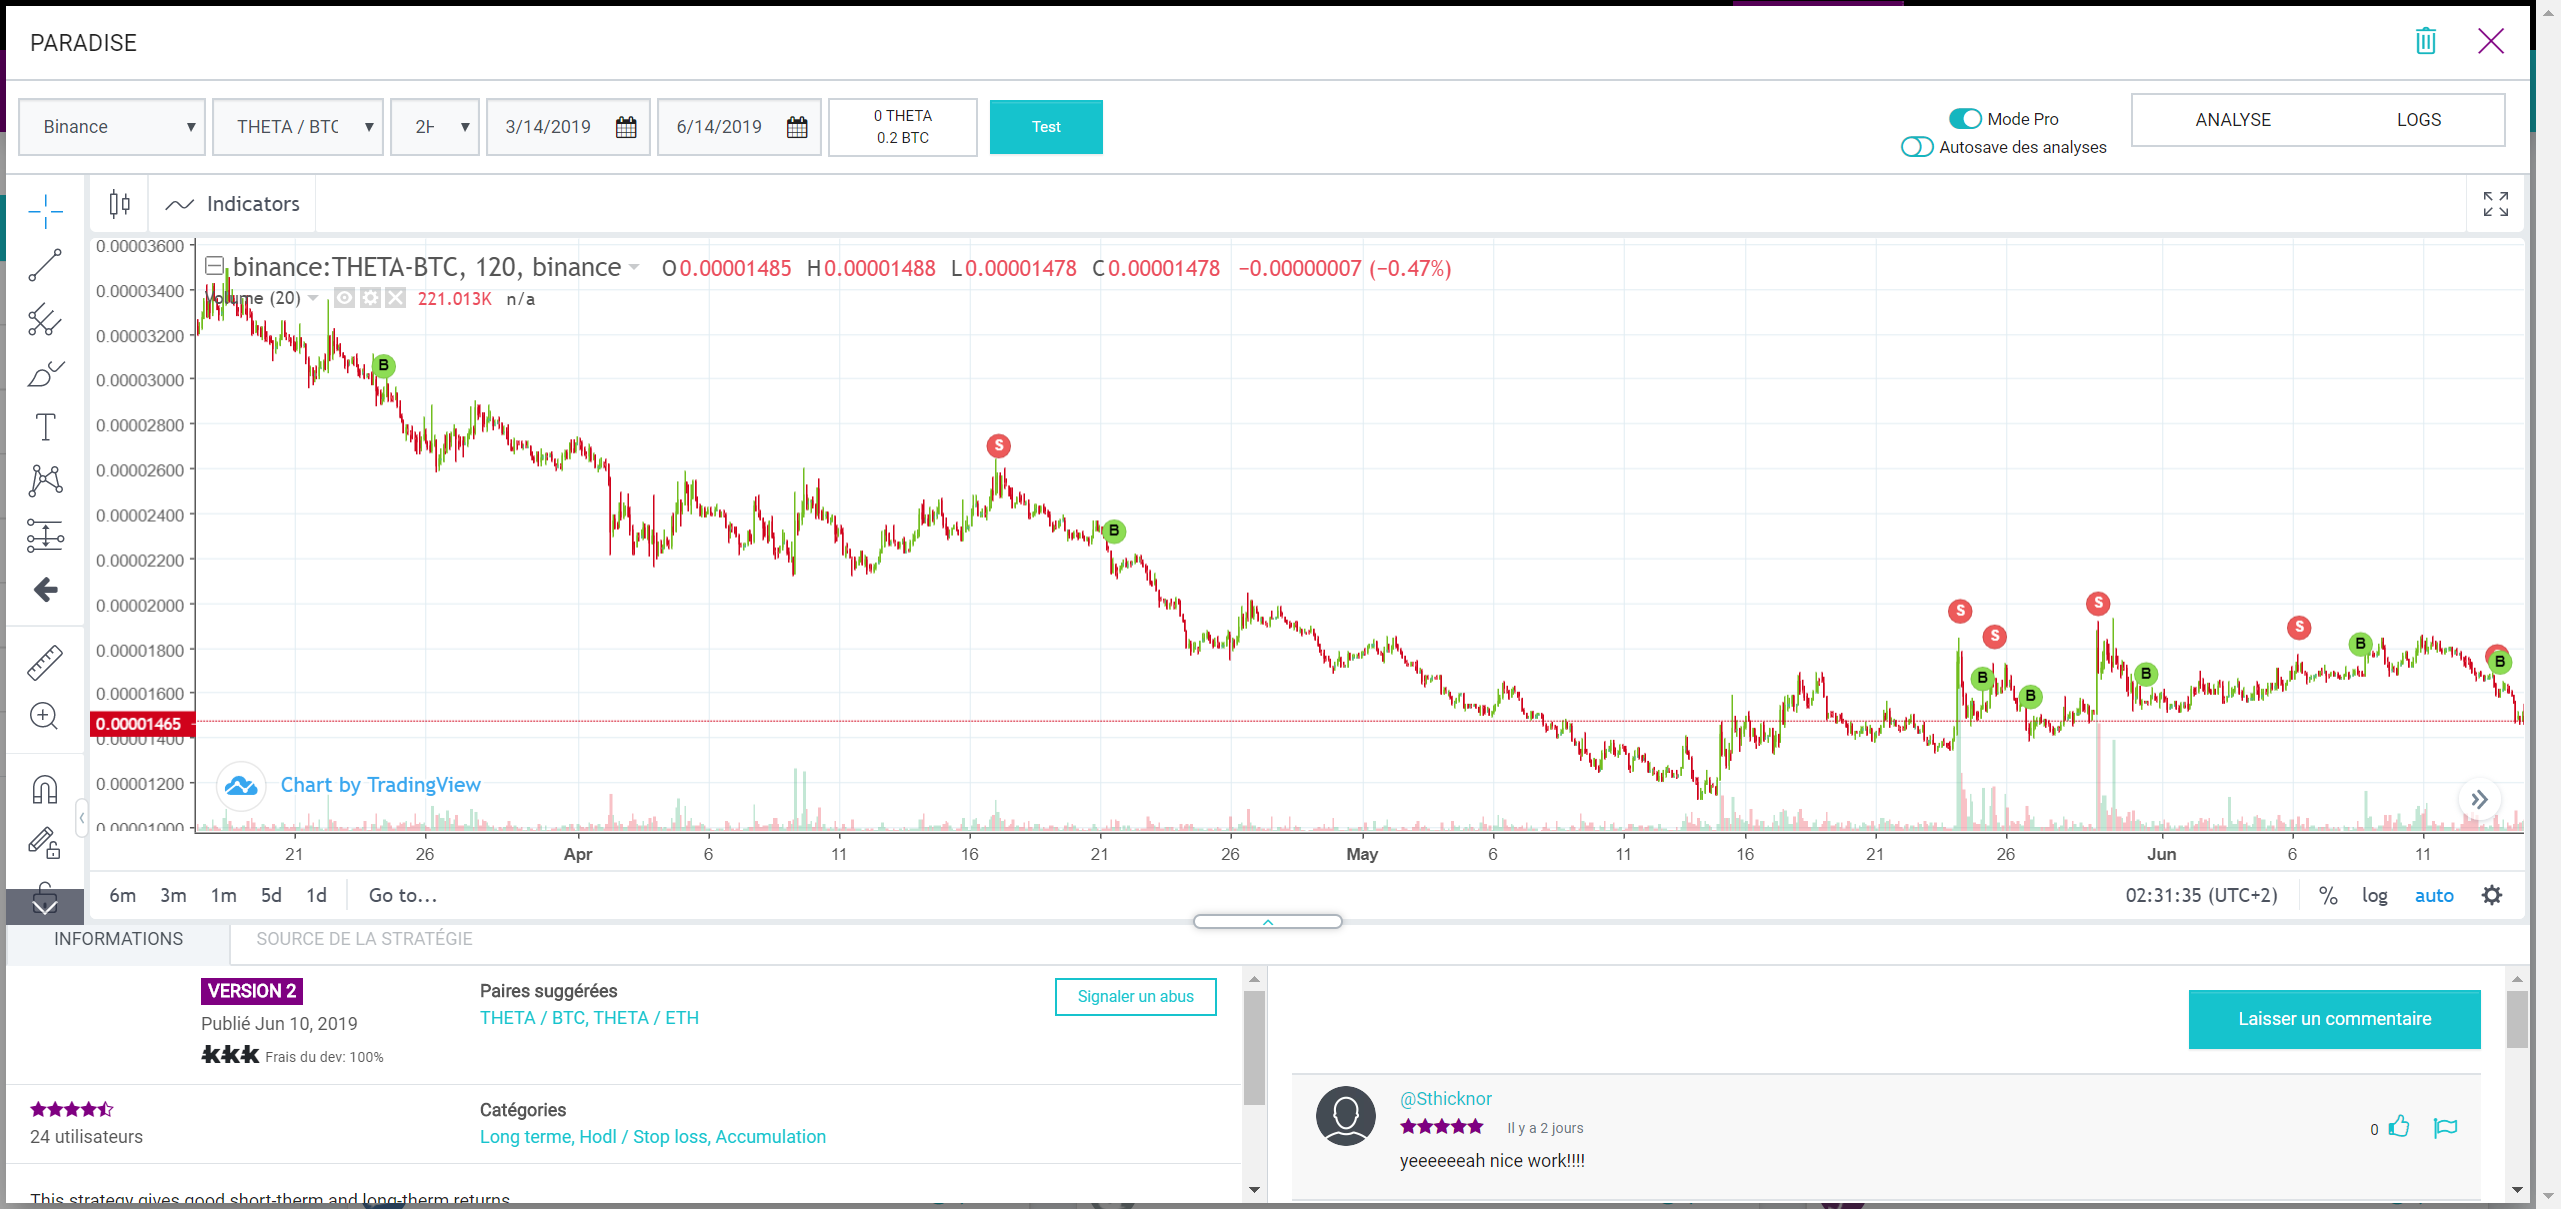 PARADISE
Binance
THETA / BTC
2H
3/14/2019
6/14/2019
0 THETA
0.2 BTC
Test
Mode Pro
Autosave des analyses
ANALYSE
LOGS
Indicators
binance:THETA-BTC, 120, binance
O0.00001485 H0.00001488 L0.00001478 C0.00001478 −0.00000007 (−0.47%)
Volume (20)
221.013K n/a
0.00003600
0.00003400
0.00003200
0.00003000
0.00002800
0.00002600
0.00002400
0.00002200
0.00002000
0.00001800
0.00001600
0.00001465
0.00001400
0.00001200
0.00001000
B
S
B
S
B
S
B
S
B
S
B
B
Chart by TradingView
21 26 Apr 6 11 16 21 26 May 6 11 16 21 26 Jun 6 11
6m 3m 1m 5d 1d Go to...
02:31:35 (UTC+2) % log auto
INFORMATIONS
SOURCE DE LA STRATÉGIE
VERSION 2
Publié Jun 10, 2019
Frais du dev: 100%
Paires suggérées
THETA / BTC, THETA / ETH
Signaler un abus
24 utilisateurs
Catégories
Long terme, Hodl / Stop loss, Accumulation
This strategy gives good short-therm and long-therm returns
Laisser un commentaire
@Sthicknor
Il y a 2 jours
0
yeeeeeeah nice work!!!!